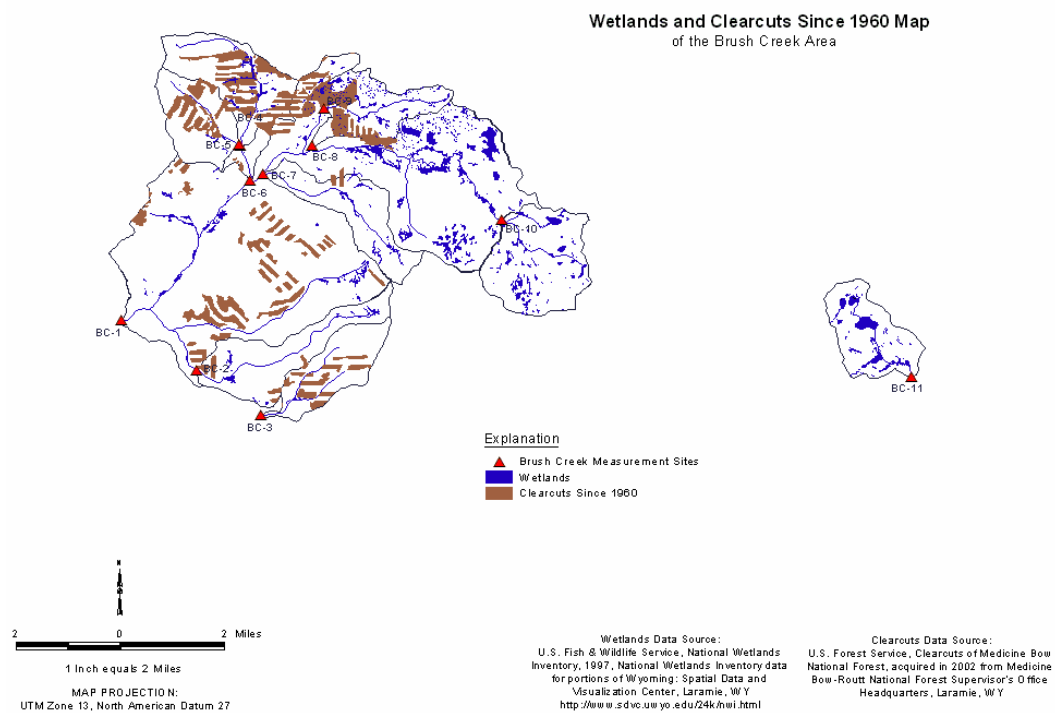 Wetlands and Clearcuts Since 1960 Map
of the Brush Creek Area
BC-9
BC-4
BC-5
BC-8
BC-7
BC-6
BC-10
BC-1
BC-2
BC-3
BC-11
Explanation
Brush Creek Measurement Sites
Wetlands
Clearcuts Since 1960
2 0 2 Miles
1 Inch equals 2 Miles
MAP PROJECTION:
UTM Zone 13, North American Datum 27
Wetlands Data Source:
U.S. Fish & Wildlife Service, National Wetlands
Inventory, 1997, National Wetlands Inventory data
for portions of Wyoming: Spatial Data and
Visualization Center, Laramie, WY
http://www.sdvc.uwyo.edu/24k/nwi.html
Clearcuts Data Source:
U.S. Forest Service, Clearcuts of Medicine Bow
National Forest, acquired in 2002 from Medicine
Bow-Routt National Forest Supervisor's Office
Headquarters, Laramie, WY